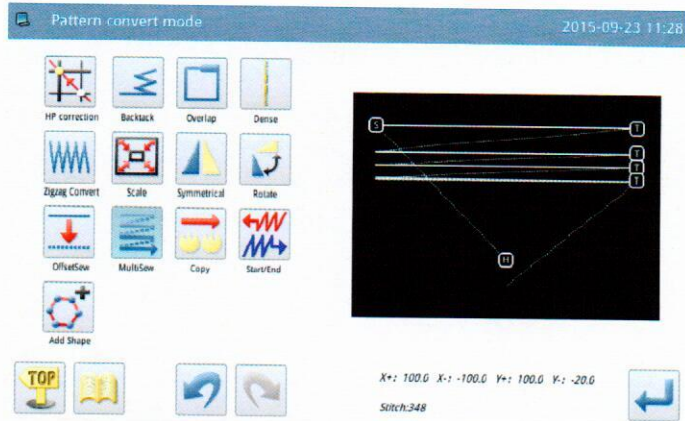 Pattern convert mode
2015-09-23 11:28
HP correction Backtack Overlap Dense
Zigzag Convert Scale Symmetrical Rotate
OffsetSew MultiSew Copy Start/End
Add Shape
TOP
S
T
T
T
T
H
X+: 100.0 X-: -100.0 Y+: 100.0 Y-: -20.0
Stitch:348